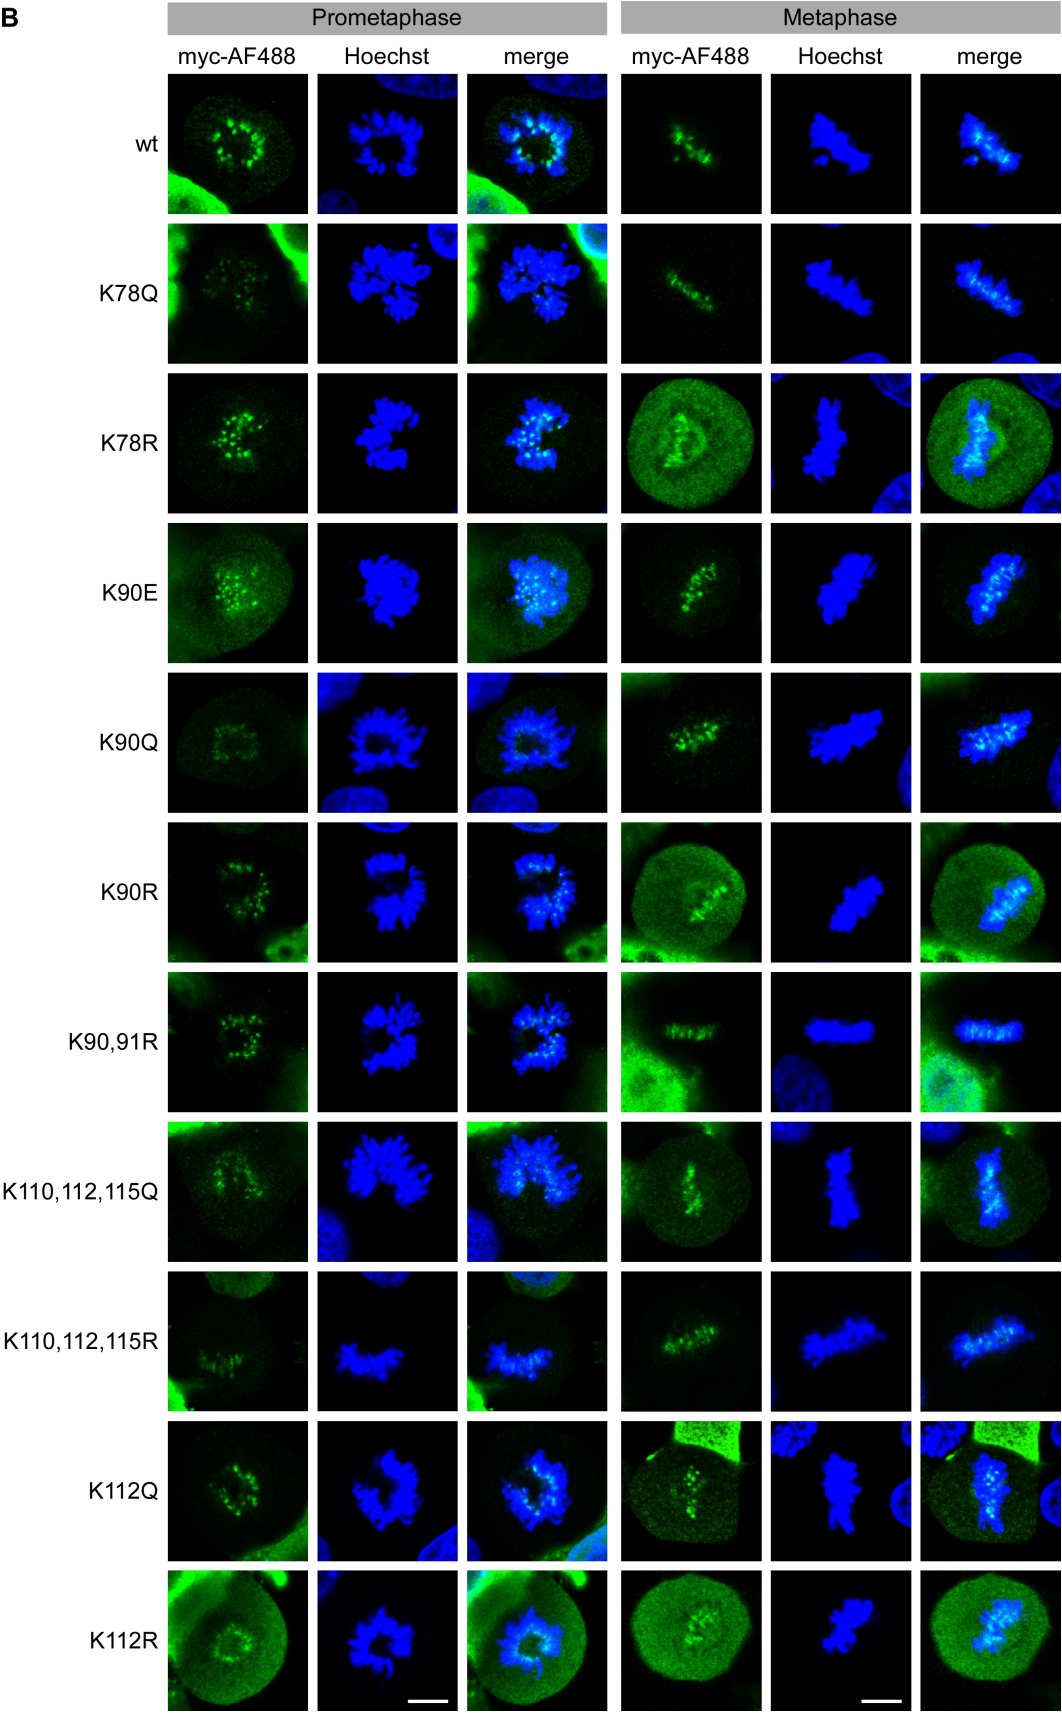 B
Prometaphase Metaphase
myc-AF488 Hoechst merge myc-AF488 Hoechst merge
wt
K78Q
K78R
K90E
K90Q
K90R
K90,91R
K110,112,115Q
K110,112,115R
K112Q
K112R